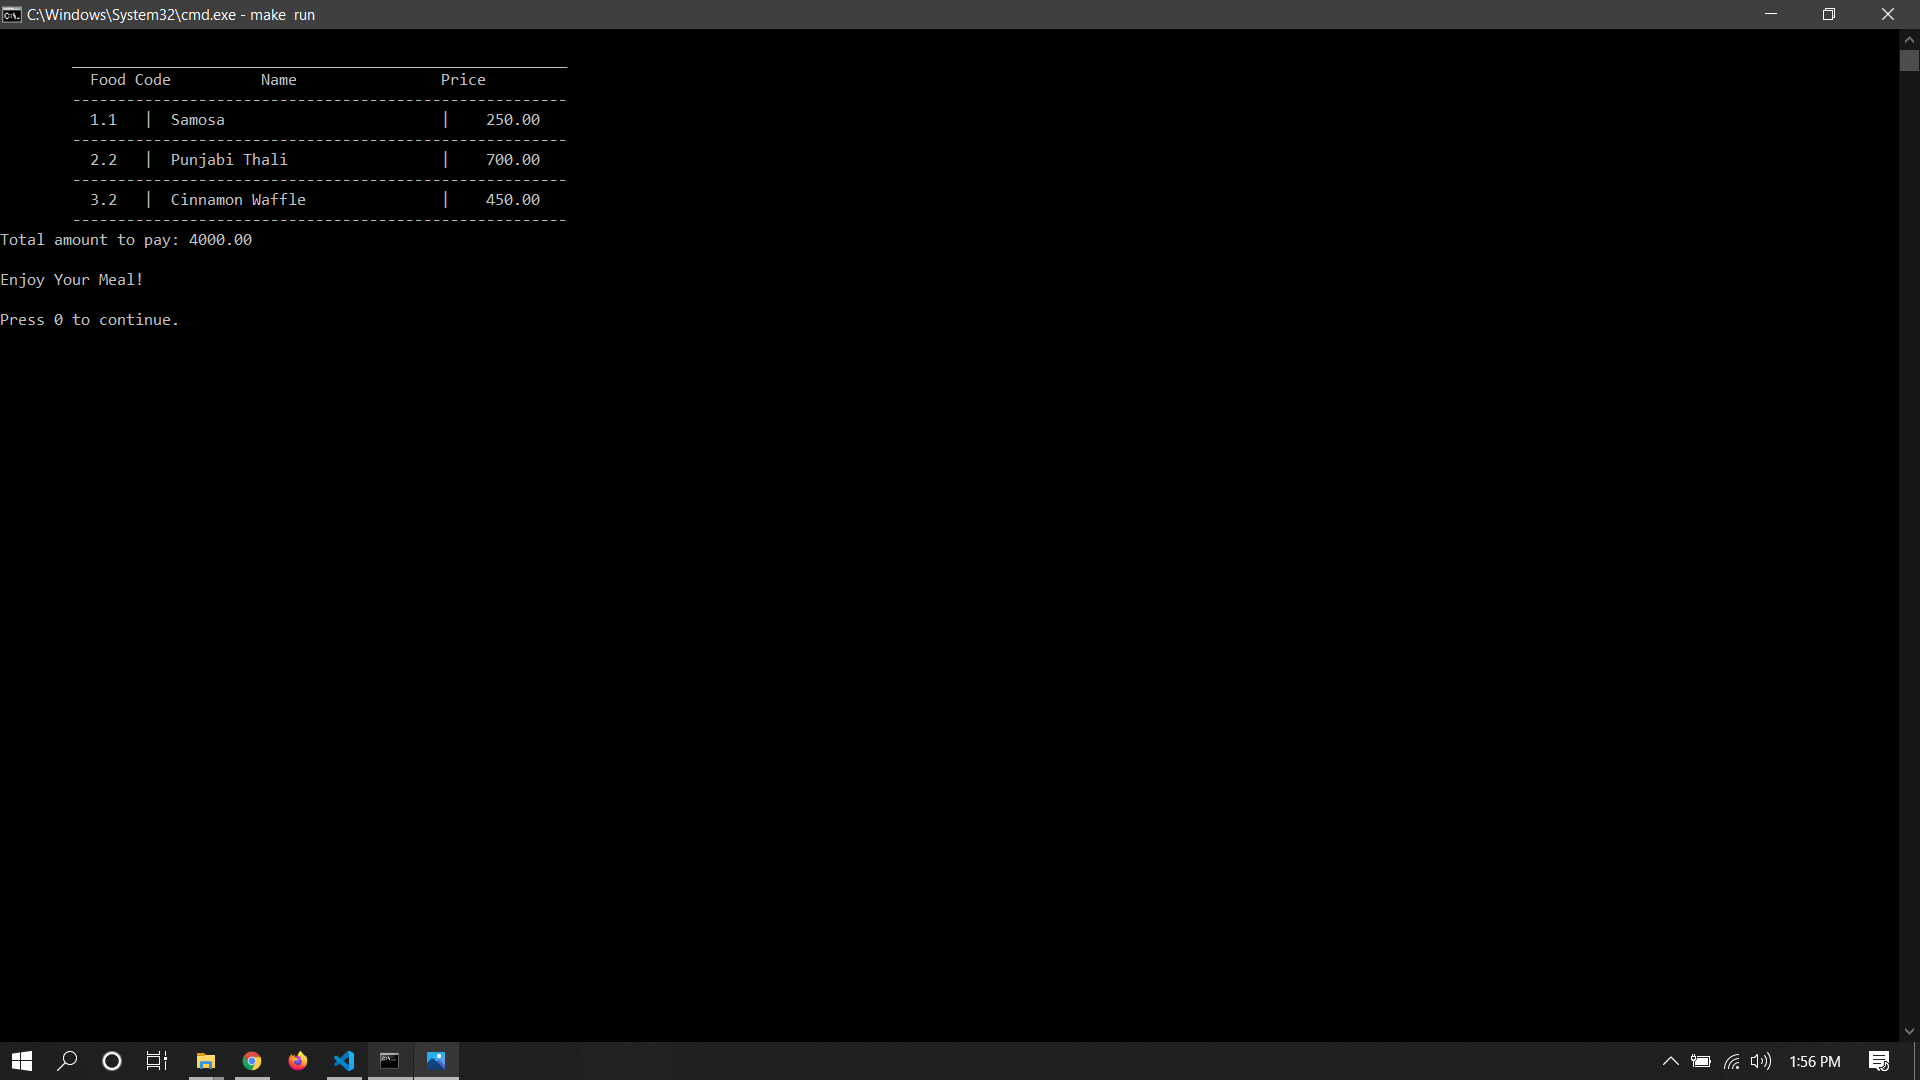 C:\Windows\System32\cmd.exe - make  run
Food Code          Name                Price
-------------------------------------------------------
1.1   |  Samosa                        |    250.00
-------------------------------------------------------
2.2   |  Punjabi Thali                 |    700.00
-------------------------------------------------------
3.2   |  Cinnamon Waffle               |    450.00
-------------------------------------------------------
Total amount to pay: 4000.00
Enjoy Your Meal!
Press 0 to continue.
1:56 PM